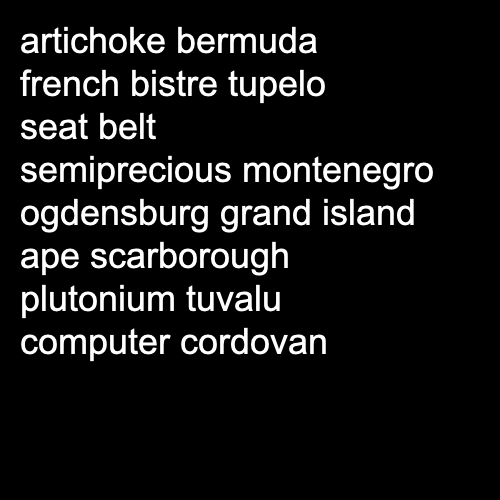 artichoke bermuda
french bistre tupelo
seat belt
semiprecious montenegro
ogdensburg grand island
ape scarborough
plutonium tuvalu
computer cordovan